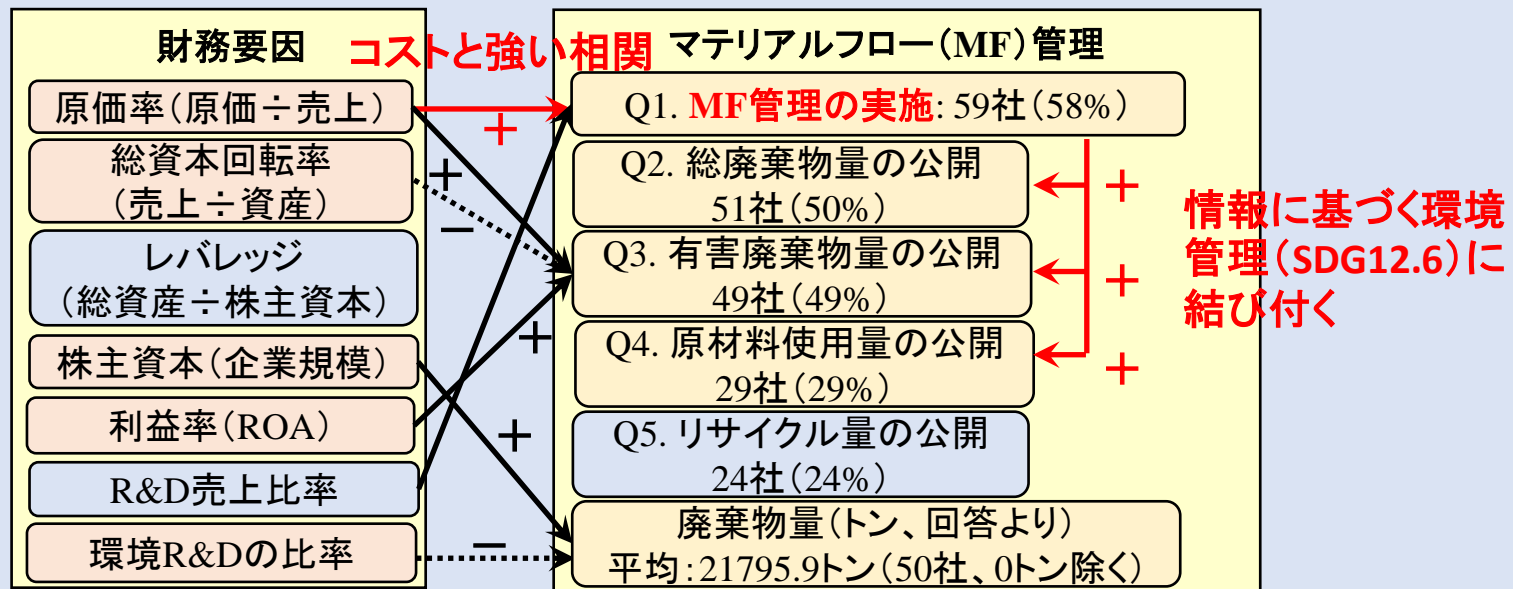 財務要因
コストと強い相関
マテリアルフロー(MF)管理
原価率(原価÷売上)
総資本回転率
(売上÷資産)
レバレッジ
(総資産÷株主資本)
株主資本(企業規模)
利益率(ROA)
R&D売上比率
環境R&Dの比率
+
+
−
+
+
−
Q1. MF管理の実施: 59社(58%)
Q2. 総廃棄物量の公開
51社(50%)
Q3. 有害廃棄物量の公開
49社(49%)
Q4. 原材料使用量の公開
29社(29%)
Q5. リサイクル量の公開
24社(24%)
廃棄物量(トン、回答より)
平均:21795.9トン(50社、0トン除く)
+
+
+
情報に基づく環境
管理(SDG12.6)に
結び付く